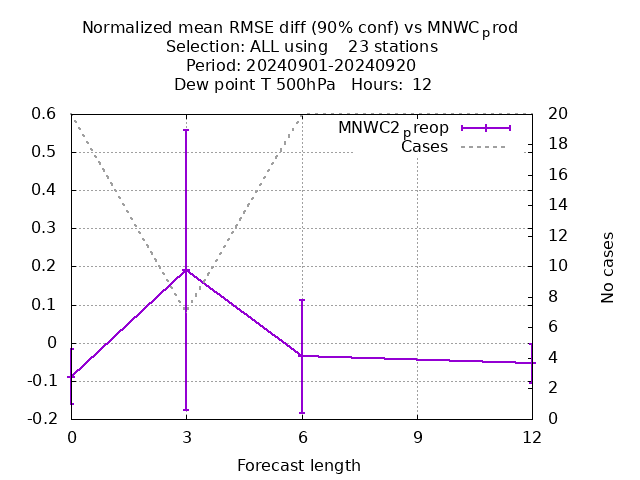 Normalized mean RMSE diff (90% conf) vs MNWC_prod
Selection: ALL using    23 stations
Period: 20240901-20240920
Dew point T 500hPa   Hours:  12
MNWC2_preop
Cases
0.6
0.5
0.4
0.3
0.2
0.1
0
-0.1
-0.2
20
18
16
14
12
10
8
6
4
2
0
No cases
0 3 6 9 12
Forecast length